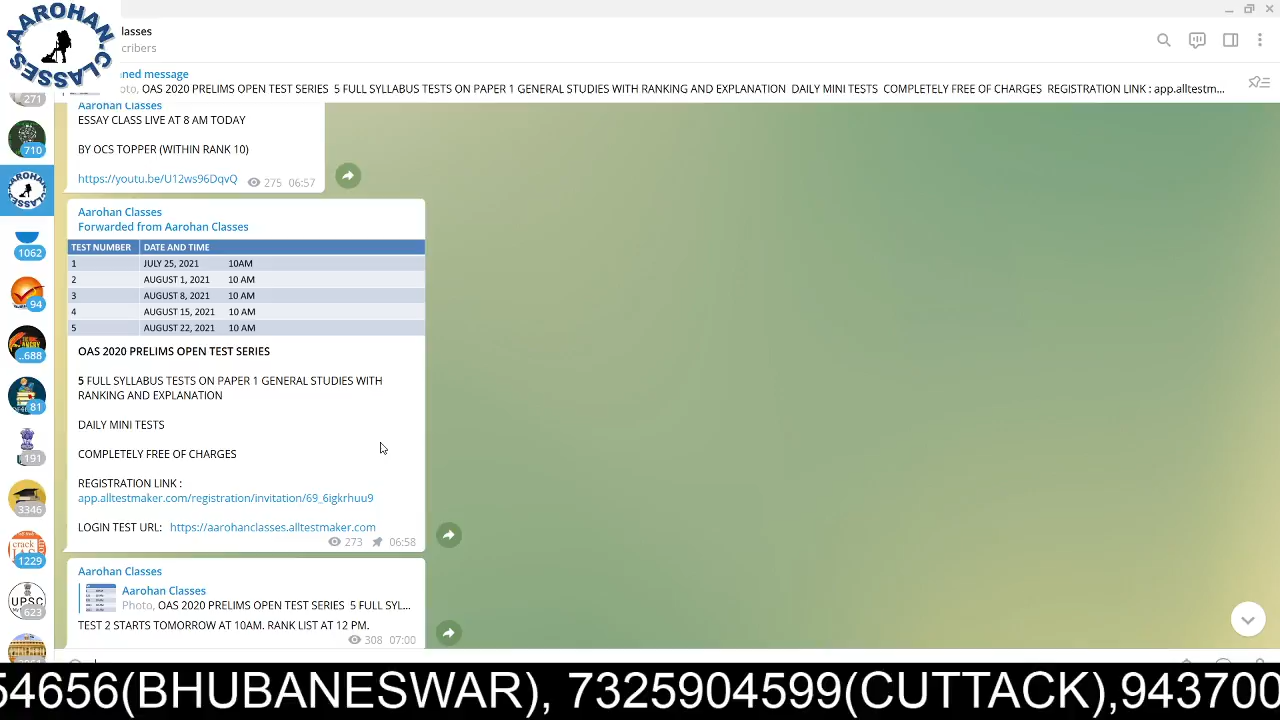 AAROHAN CLASSES
lasses
cribers
ned message
oto, OAS 2020 PRELIMS OPEN TEST SERIES 5 FULL SYLLABUS TESTS ON PAPER 1 GENERAL STUDIES WITH RANKING AND EXPLANATION DAILY MINI TESTS COMPLETELY FREE OF CHARGES REGISTRATION LINK : app.alltestm...
271
710
1062
94
..688
81
191
3346
crack
IAS
1229
UPSC
623
Aarohan Classes
ESSAY CLASS LIVE AT 8 AM TODAY
BY OCS TOPPER (WITHIN RANK 10)
https://youtu.be/U12ws96DqvQ 275 06:57
Aarohan Classes
Forwarded from Aarohan Classes
TEST NUMBER DATE AND TIME
1 JULY 25, 2021 10AM
2 AUGUST 1, 2021 10 AM
3 AUGUST 8, 2021 10 AM
4 AUGUST 15, 2021 10 AM
5 AUGUST 22, 2021 10 AM
OAS 2020 PRELIMS OPEN TEST SERIES
5 FULL SYLLABUS TESTS ON PAPER 1 GENERAL STUDIES WITH
RANKING AND EXPLANATION
DAILY MINI TESTS
COMPLETELY FREE OF CHARGES
REGISTRATION LINK :
app.alltestmaker.com/registration/invitation/69_6igkrhuu9
LOGIN TEST URL: https://aarohanclasses.alltestmaker.com
273 06:58
Aarohan Classes
Aarohan Classes
Photo, OAS 2020 PRELIMS OPEN TEST SERIES 5 FULL SYL...
TEST 2 STARTS TOMORROW AT 10AM. RANK LIST AT 12 PM.
308 07:00
54656(BHUBANESWAR), 7325904599(CUTTACK),943700